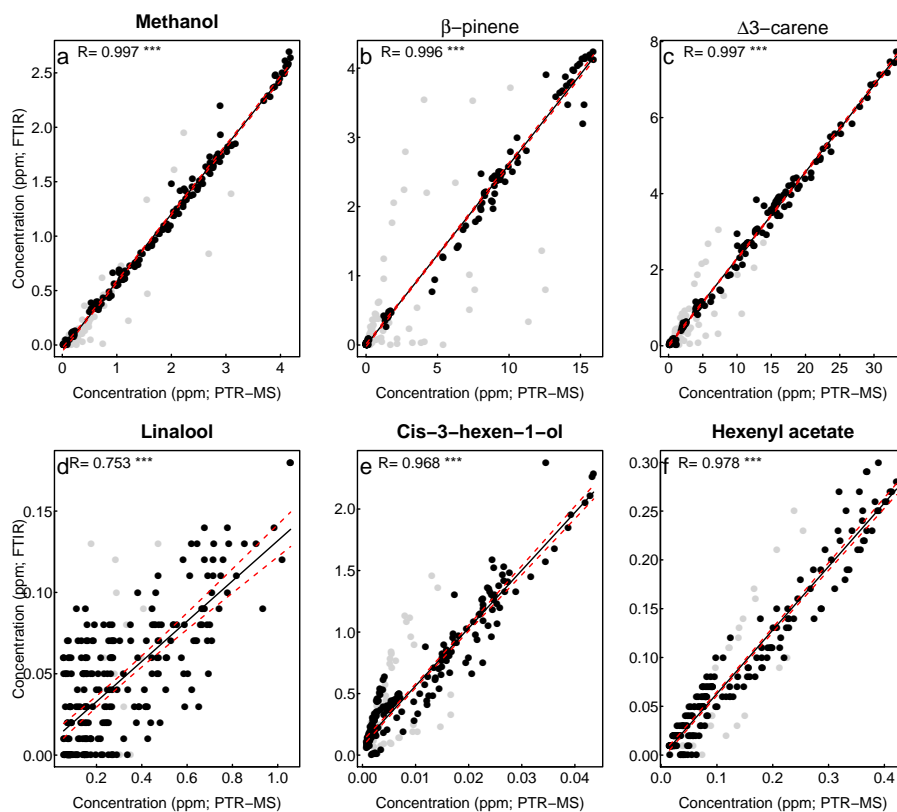 Methanol
β−pinene
Δ3−carene
a
R= 0.997 ***
b
R= 0.996 ***
c
R= 0.997 ***
Concentration (ppm; FTIR)
2.5
2.0
1.5
1.0
0.5
0.0
4
3
2
1
0
8
6
4
2
0
0 1 2 3 4
0 5 10 15
0 5 10 15 20 25 30
Concentration (ppm; PTR−MS)
Concentration (ppm; PTR−MS)
Concentration (ppm; PTR−MS)
Linalool
Cis−3−hexen−1−ol
Hexenyl acetate
d
R= 0.753 ***
e
R= 0.968 ***
f
R= 0.978 ***
Concentration (ppm; FTIR)
0.15
0.10
0.05
0.00
2.0
1.5
1.0
0.5
0.0
0.30
0.25
0.20
0.15
0.10
0.05
0.00
0.2 0.4 0.6 0.8 1.0
0.00 0.01 0.02 0.03 0.04
0.0 0.1 0.2 0.3 0.4
Concentration (ppm; PTR−MS)
Concentration (ppm; PTR−MS)
Concentration (ppm; PTR−MS)